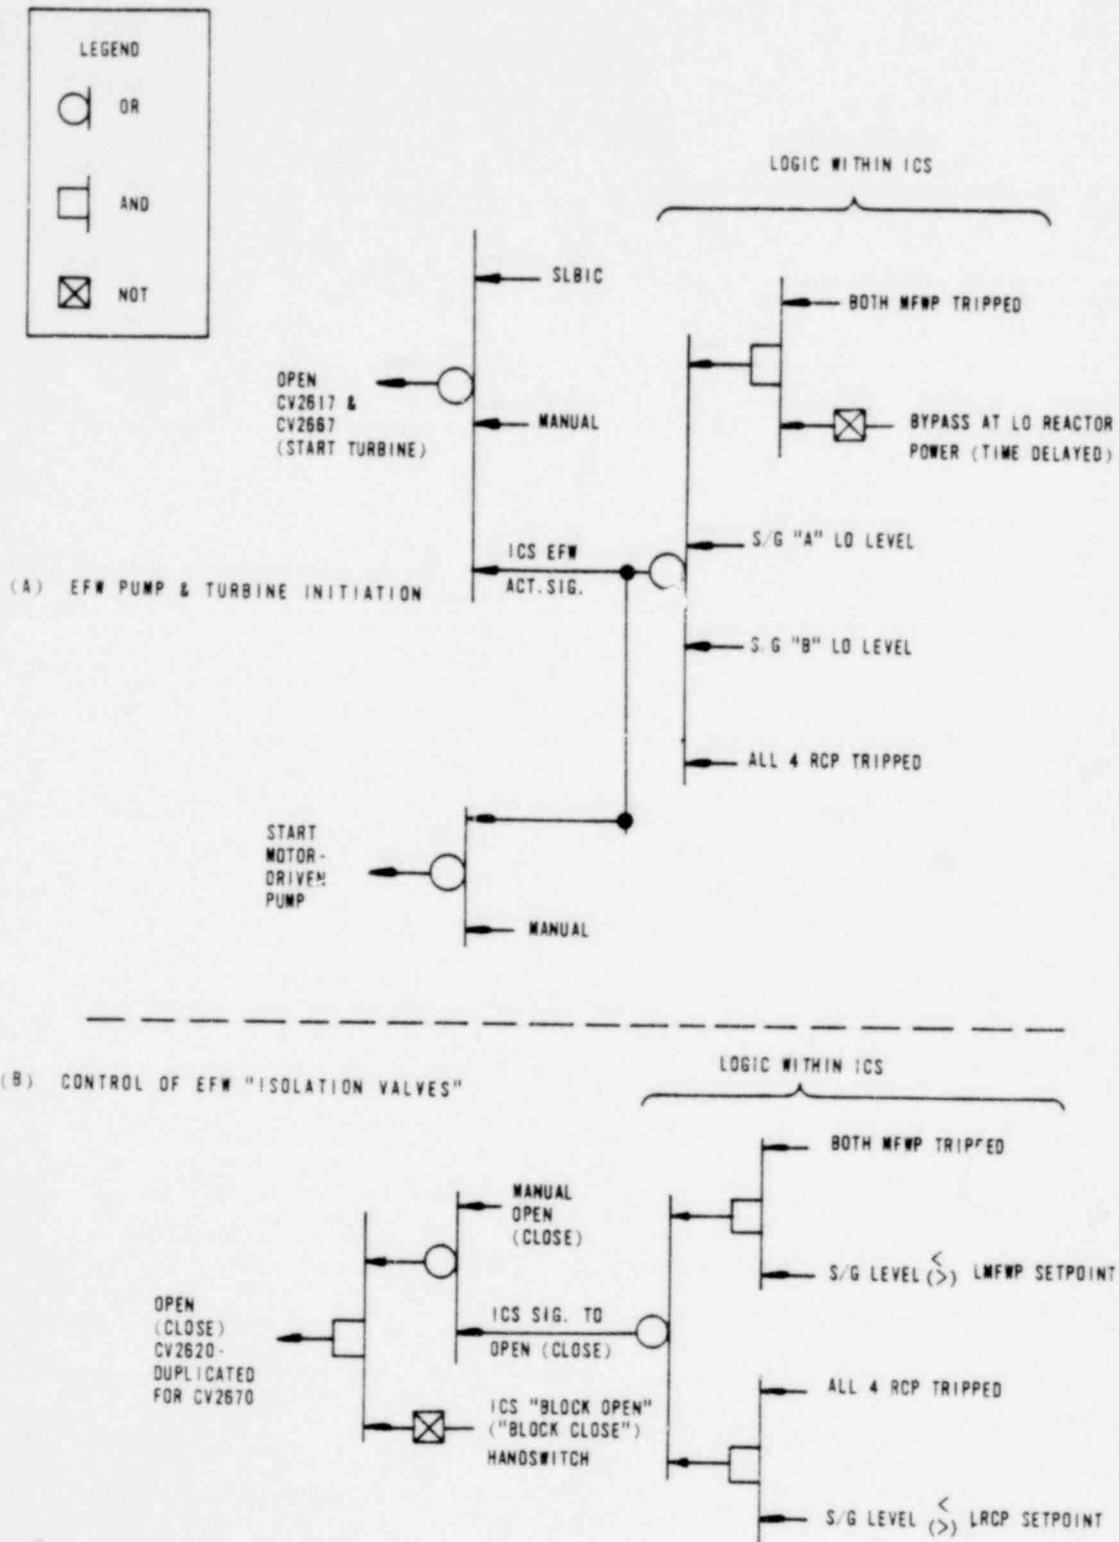 LEGEND
OR
AND
NOT
LOGIC WITHIN ICS
SLBIC
BOTH MFWP TRIPPED
OPEN
CV2617 &
CV2667
(START TURBINE)
MANUAL
BYPASS AT LO REACTOR
POWER (TIME DELAYED)
S/G "A" LO LEVEL
ICS EFW
ACT. SIG.
(A) EFW PUMP & TURBINE INITIATION
S/G "B" LO LEVEL
ALL 4 RCP TRIPPED
START
MOTOR-
DRIVEN
PUMP
MANUAL
(B) CONTROL OF EFW "ISOLATION VALVES"
LOGIC WITHIN ICS
BOTH MFWP TRIPPED
MANUAL
OPEN
(CLOSE)
S/G LEVEL < (>) LMFWP SETPOINT
ICS SIG. TO
OPEN (CLOSE)
OPEN
(CLOSE)
CV2620-
DUPLICATED
FOR CV2670
ALL 4 RCP TRIPPED
ICS "BLOCK OPEN"
("BLOCK CLOSE")
HANDSWITCH
S/G LEVEL < (>) LRCP SETPOINT